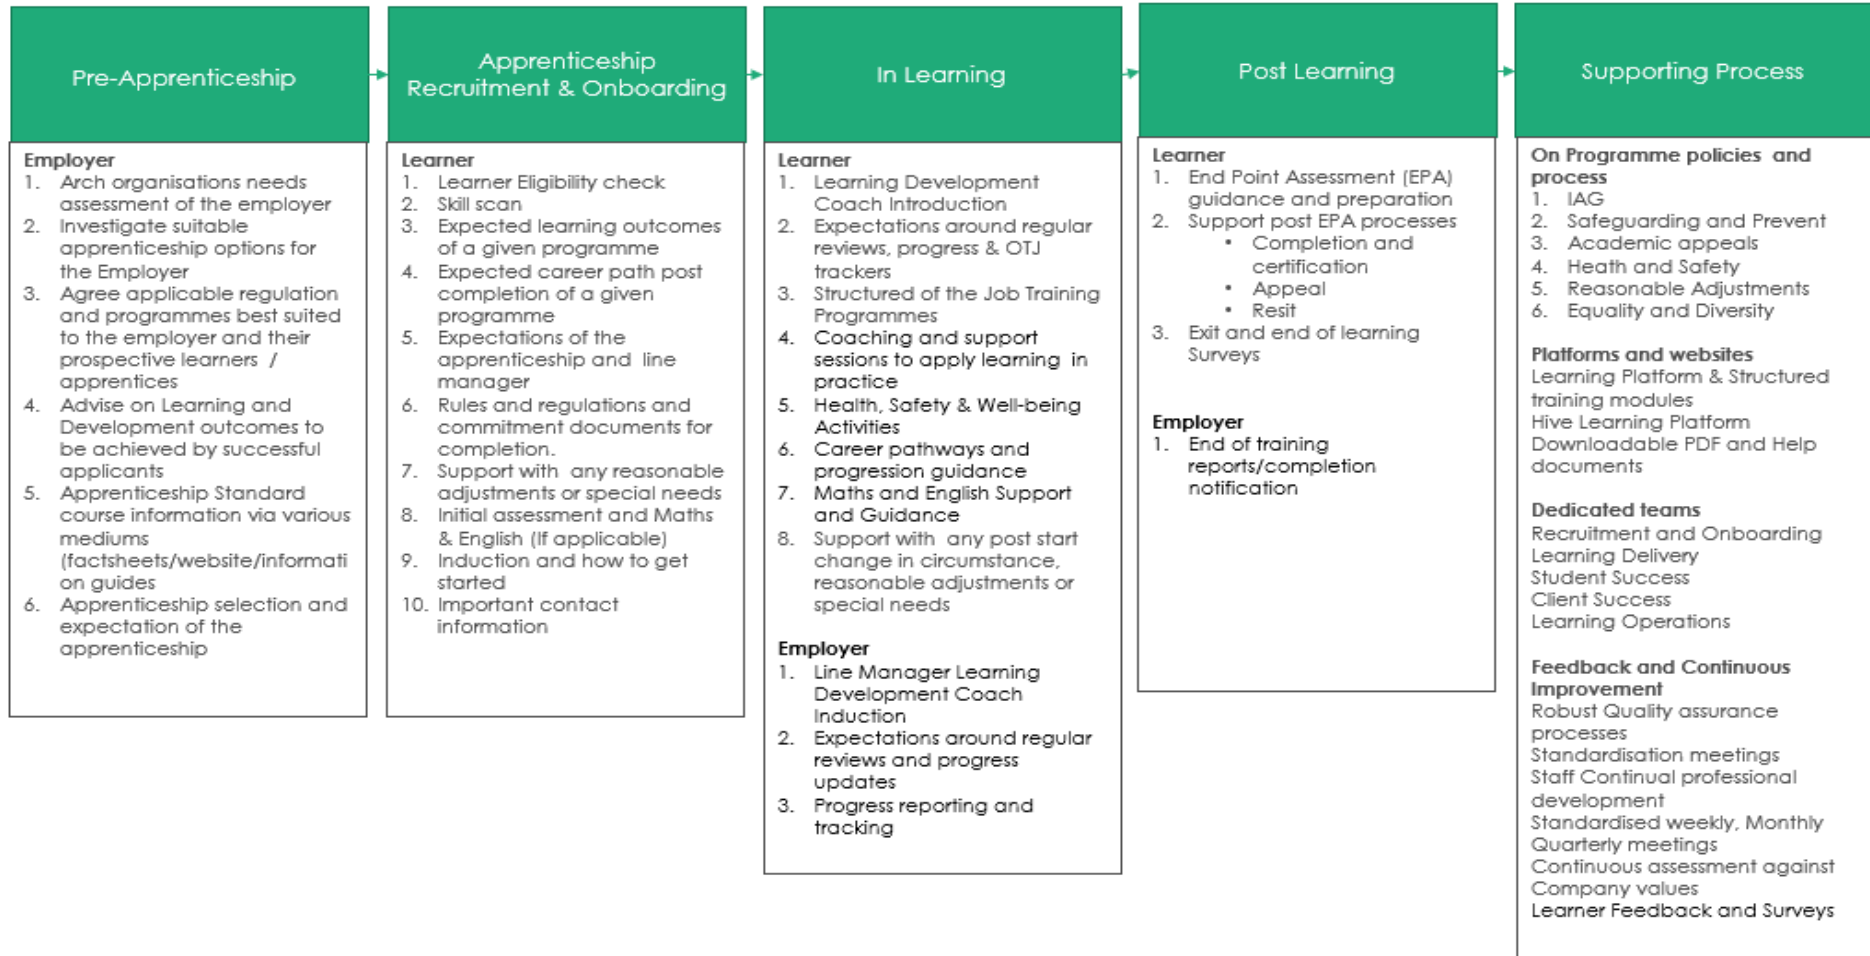 Pre-Apprenticeship
Employer
1. Arch organisations needs
assessment of the employer
2. Investigate suitable
apprenticeship options for
the Employer
3. Agree applicable regulation
and programmes best suited
to the employer and their
prospective learners /
apprentices
4. Advise on Learning and
Development outcomes to
be achieved by successful
applicants
5. Apprenticeship Standard
course information via various
mediums
(factsheets/website/informati
on guides
6. Apprenticeship selection and
expectation of the
apprenticeship
Apprenticeship
Recruitment & Onboarding
Learner
1. Learner Eligibility check
2. Skill scan
3. Expected learning outcomes
of a given programme
4. Expected career path post
completion of a given
programme
5. Expectations of the
apprenticeship and line
manager
6. Rules and regulations and
commitment documents for
completion.
7. Support with any reasonable
adjustments or special needs
8. Initial assessment and Maths
& English (If applicable)
9. Induction and how to get
started
10. Important contact
information
In Learning
Learner
1. Learning Development
Coach Introduction
2. Expectations around regular
reviews, progress & OTJ
trackers
3. Structured of the Job Training
Programmes
4. Coaching and support
sessions to apply learning in
practice
5. Health, Safety & Well-being
Activities
6. Career pathways and
progression guidance
7. Maths and English Support
and Guidance
8. Support with any post start
change in circumstance,
reasonable adjustments or
special needs
Employer
1. Line Manager Learning
Development Coach
Induction
2. Expectations around regular
reviews and progress
updates
3. Progress reporting and
tracking
Post Learning
Learner
1. End Point Assessment (EPA)
guidance and preparation
2. Support post EPA processes
• Completion and
certification
• Appeal
• Resit
3. Exit and end of learning
Surveys
Employer
1. End of training
reports/completion
notification
Supporting Process
On Programme policies and
process
1. IAG
2. Safeguarding and Prevent
3. Academic appeals
4. Heath and Safety
5. Reasonable Adjustments
6. Equality and Diversity
Platforms and websites
Learning Platform & Structured
training modules
Hive Learning Platform
Downloadable PDF and Help
documents
Dedicated teams
Recruitment and Onboarding
Learning Delivery
Student Success
Client Success
Learning Operations
Feedback and Continuous
Improvement
Robust Quality assurance
processes
Standardisation meetings
Staff Continual professional
development
Standardised weekly, Monthly
Quarterly meetings
Continuous assessment against
Company values
Learner Feedback and Surveys